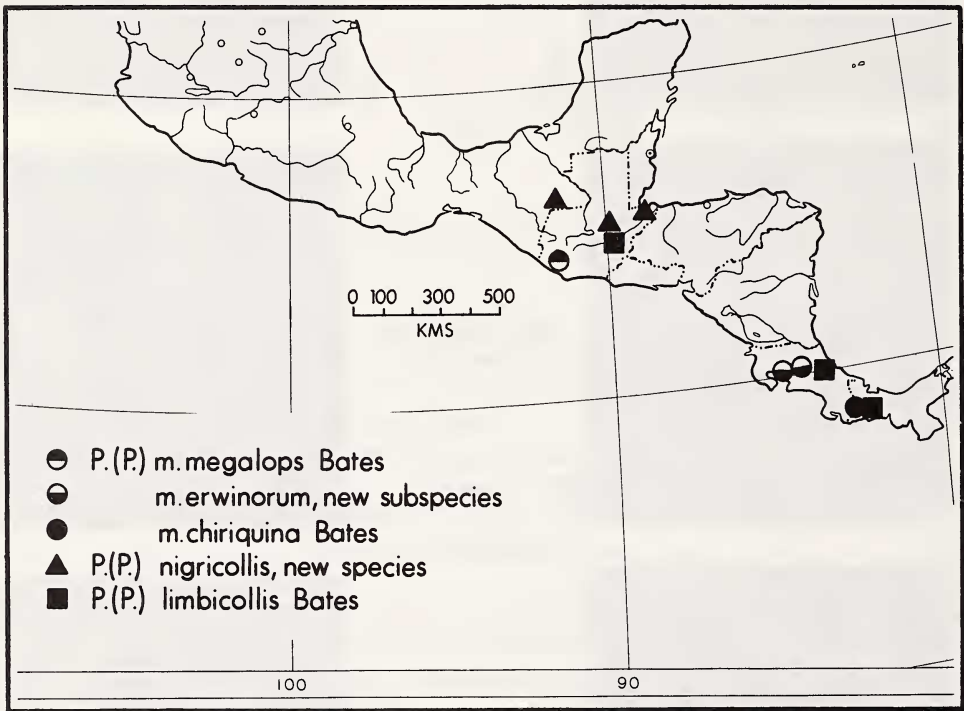 0 100 300 500
KMS
P.(P.) m.megalops Bates
m.erwinorum, new subspecies
m.chiriquina Bates
P.(P.) nigricollis, new species
P.(P.) limbicollis Bates
100 90